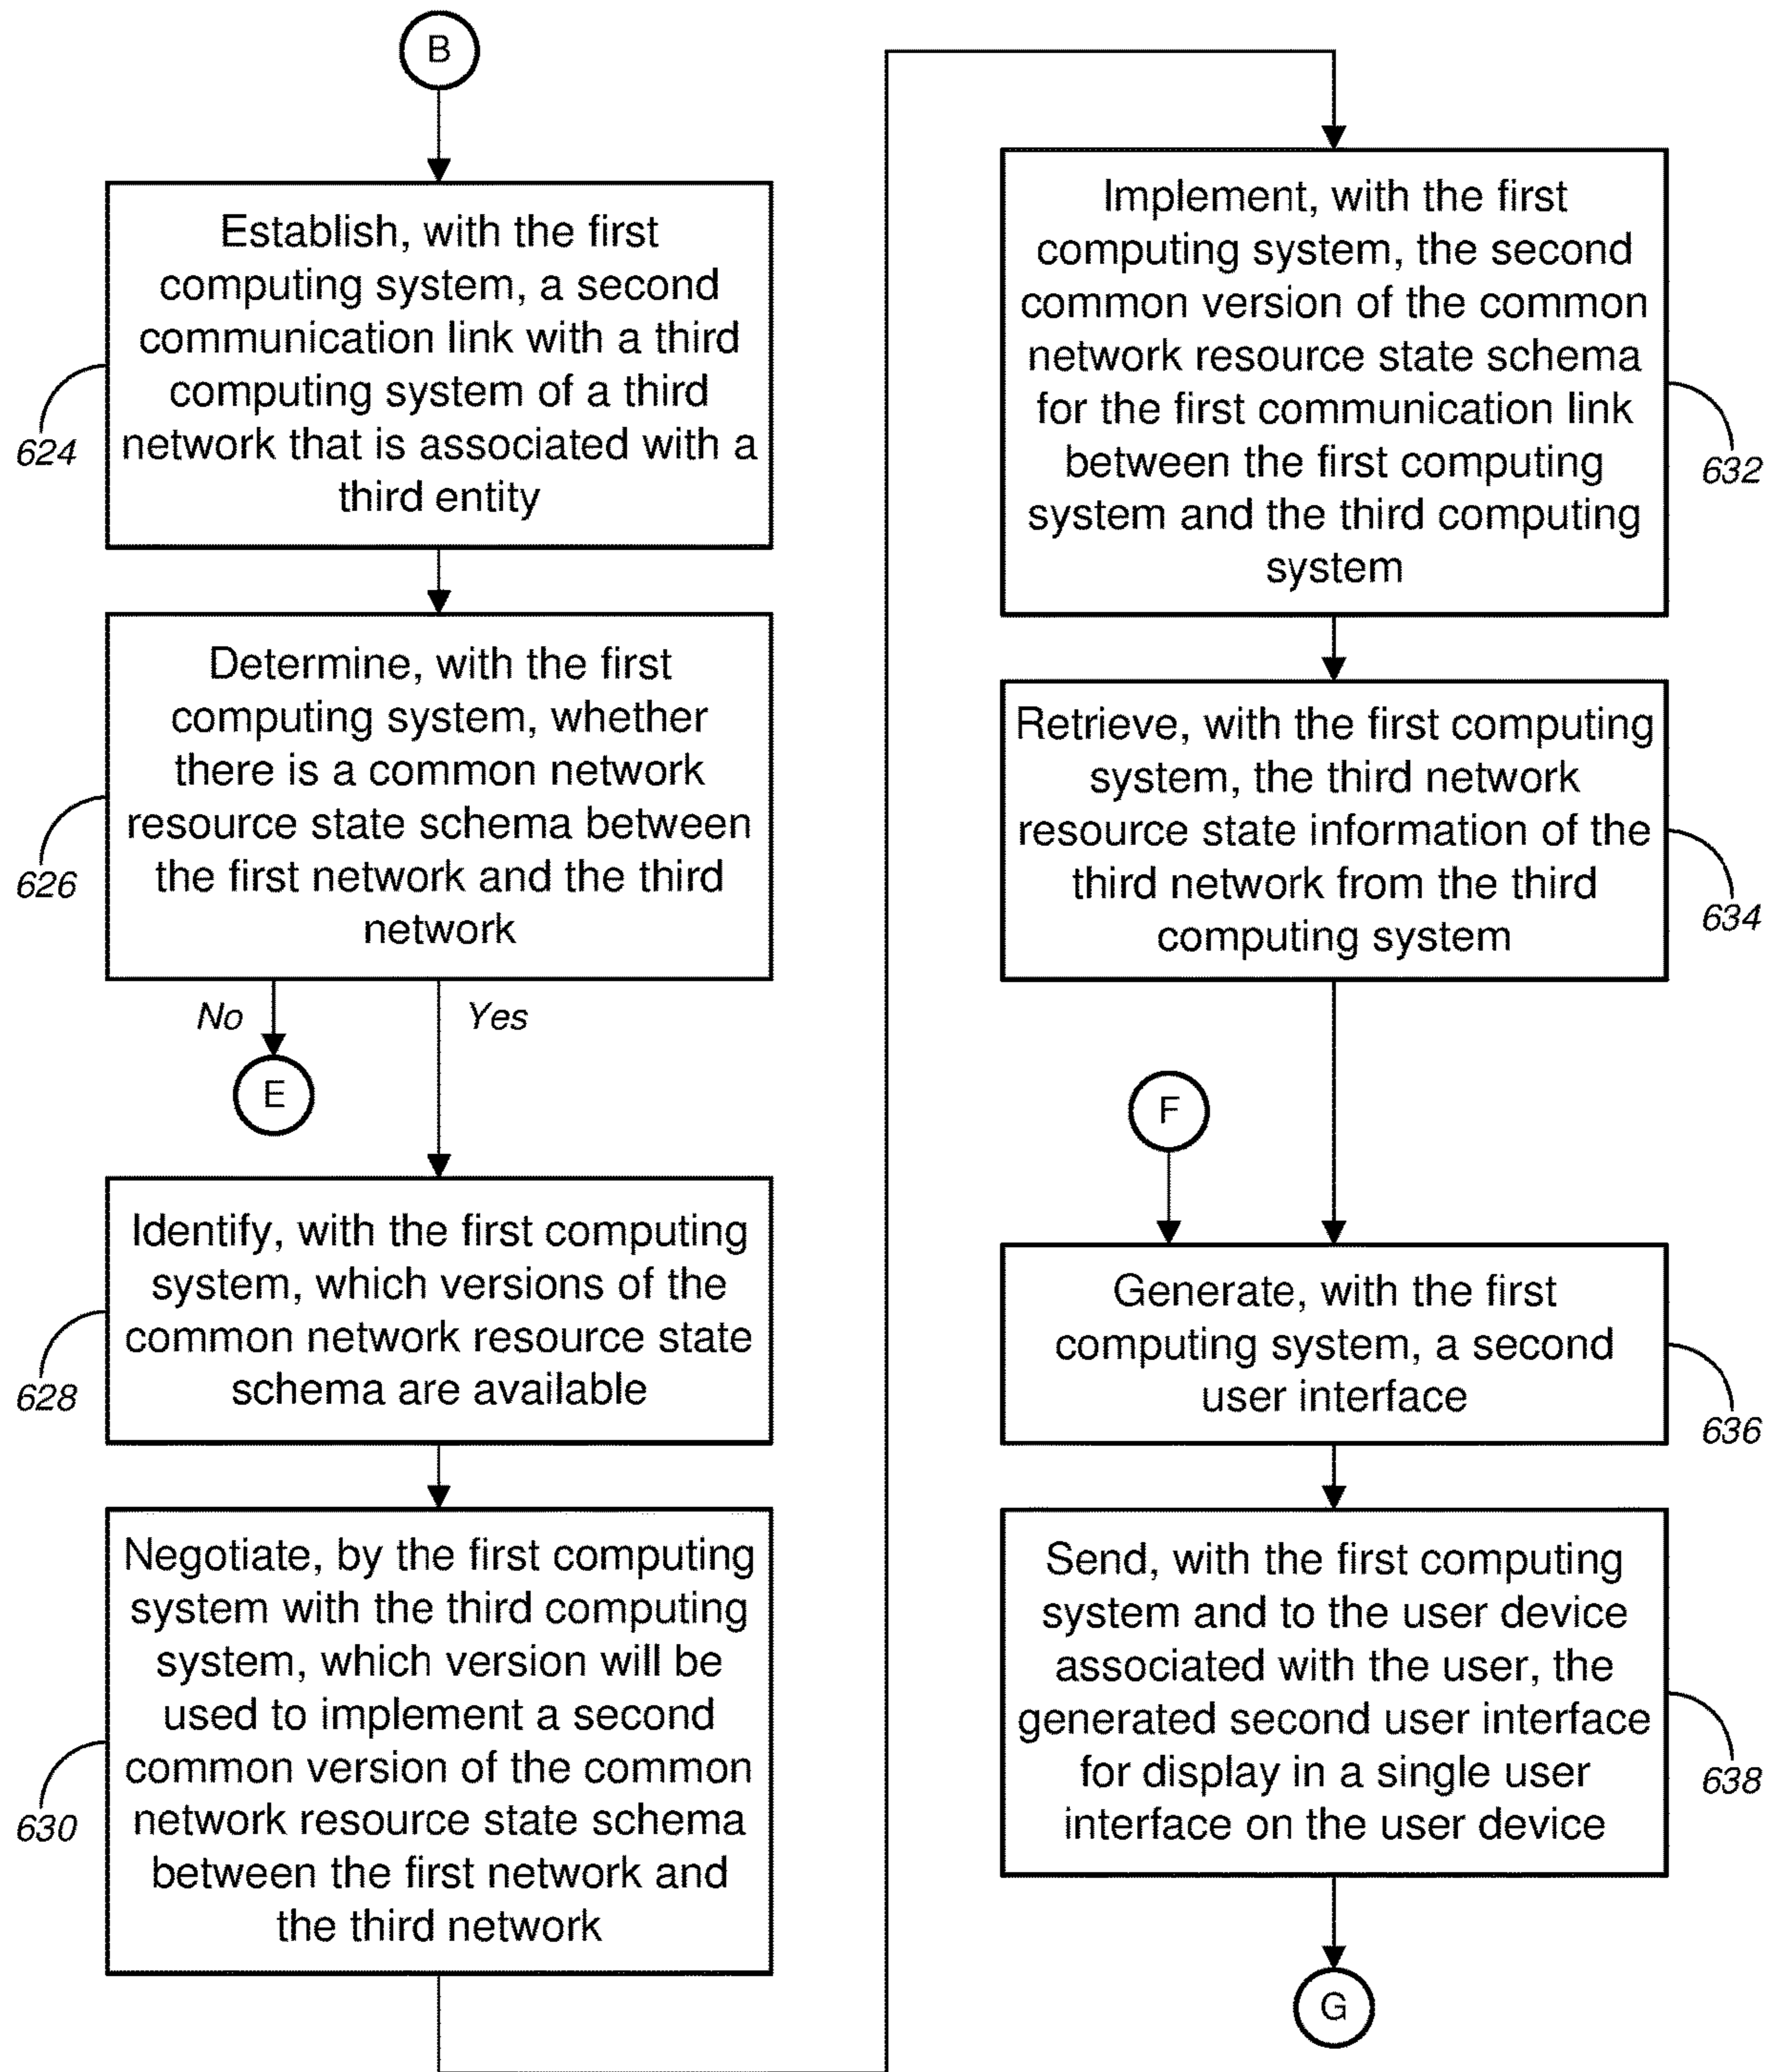 B
Establish, with the first
computing system, a second
communication link with a third
computing system of a third
network that is associated with a
third entity
624
Determine, with the first
computing system, whether
there is a common network
resource state schema between
the first network and the third
network
626
No
Yes
E
Identify, with the first computing
system, which versions of the
common network resource state
schema are available
628
Negotiate, by the first computing
system with the third computing
system, which version will be
used to implement a second
common version of the common
network resource state schema
between the first network and
the third network
630
Implement, with the first
computing system, the second
common version of the common
network resource state schema
for the first communication link
between the first computing
system and the third computing
system
632
Retrieve, with the first computing
system, the third network
resource state information of the
third network from the third
computing system
634
F
Generate, with the first
computing system, a second
user interface
636
Send, with the first computing
system and to the user device
associated with the user, the
generated second user interface
for display in a single user
interface on the user device
638
G